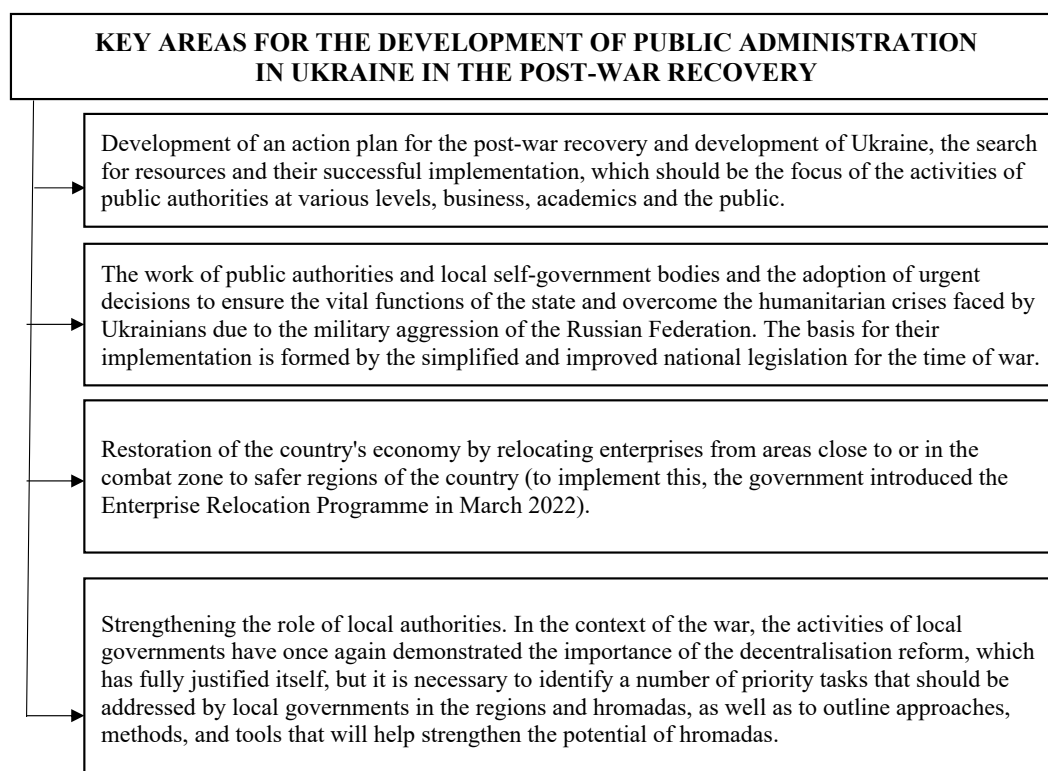 KEY AREAS FOR THE DEVELOPMENT OF PUBLIC ADMINISTRATION
IN UKRAINE IN THE POST-WAR RECOVERY
Development of an action plan for the post-war recovery and development of Ukraine, the search
for resources and their successful implementation, which should be the focus of the activities of
public authorities at various levels, business, academics and the public.
The work of public authorities and local self-government bodies and the adoption of urgent
decisions to ensure the vital functions of the state and overcome the humanitarian crises faced by
Ukrainians due to the military aggression of the Russian Federation. The basis for their
implementation is formed by the simplified and improved national legislation for the time of war.
Restoration of the country's economy by relocating enterprises from areas close to or in the
combat zone to safer regions of the country (to implement this, the government introduced the
Enterprise Relocation Programme in March 2022).
Strengthening the role of local authorities. In the context of the war, the activities of local
governments have once again demonstrated the importance of the decentralisation reform, which
has fully justified itself, but it is necessary to identify a number of priority tasks that should be
addressed by local governments in the regions and hromadas, as well as to outline approaches,
methods, and tools that will help strengthen the potential of hromadas.